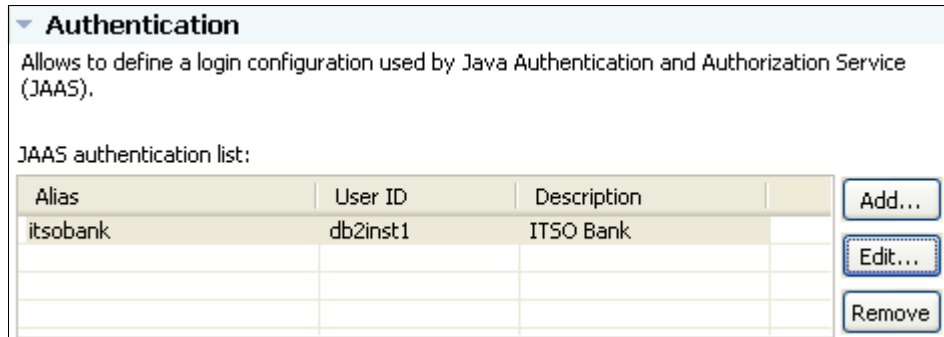 Authentication
Allows to define a login configuration used by Java Authentication and Authorization Service
(JAAS).
JAAS authentication list:
Alias User ID Description
Add...
itsobank db2inst1 ITSO Bank
Edit...
Remove